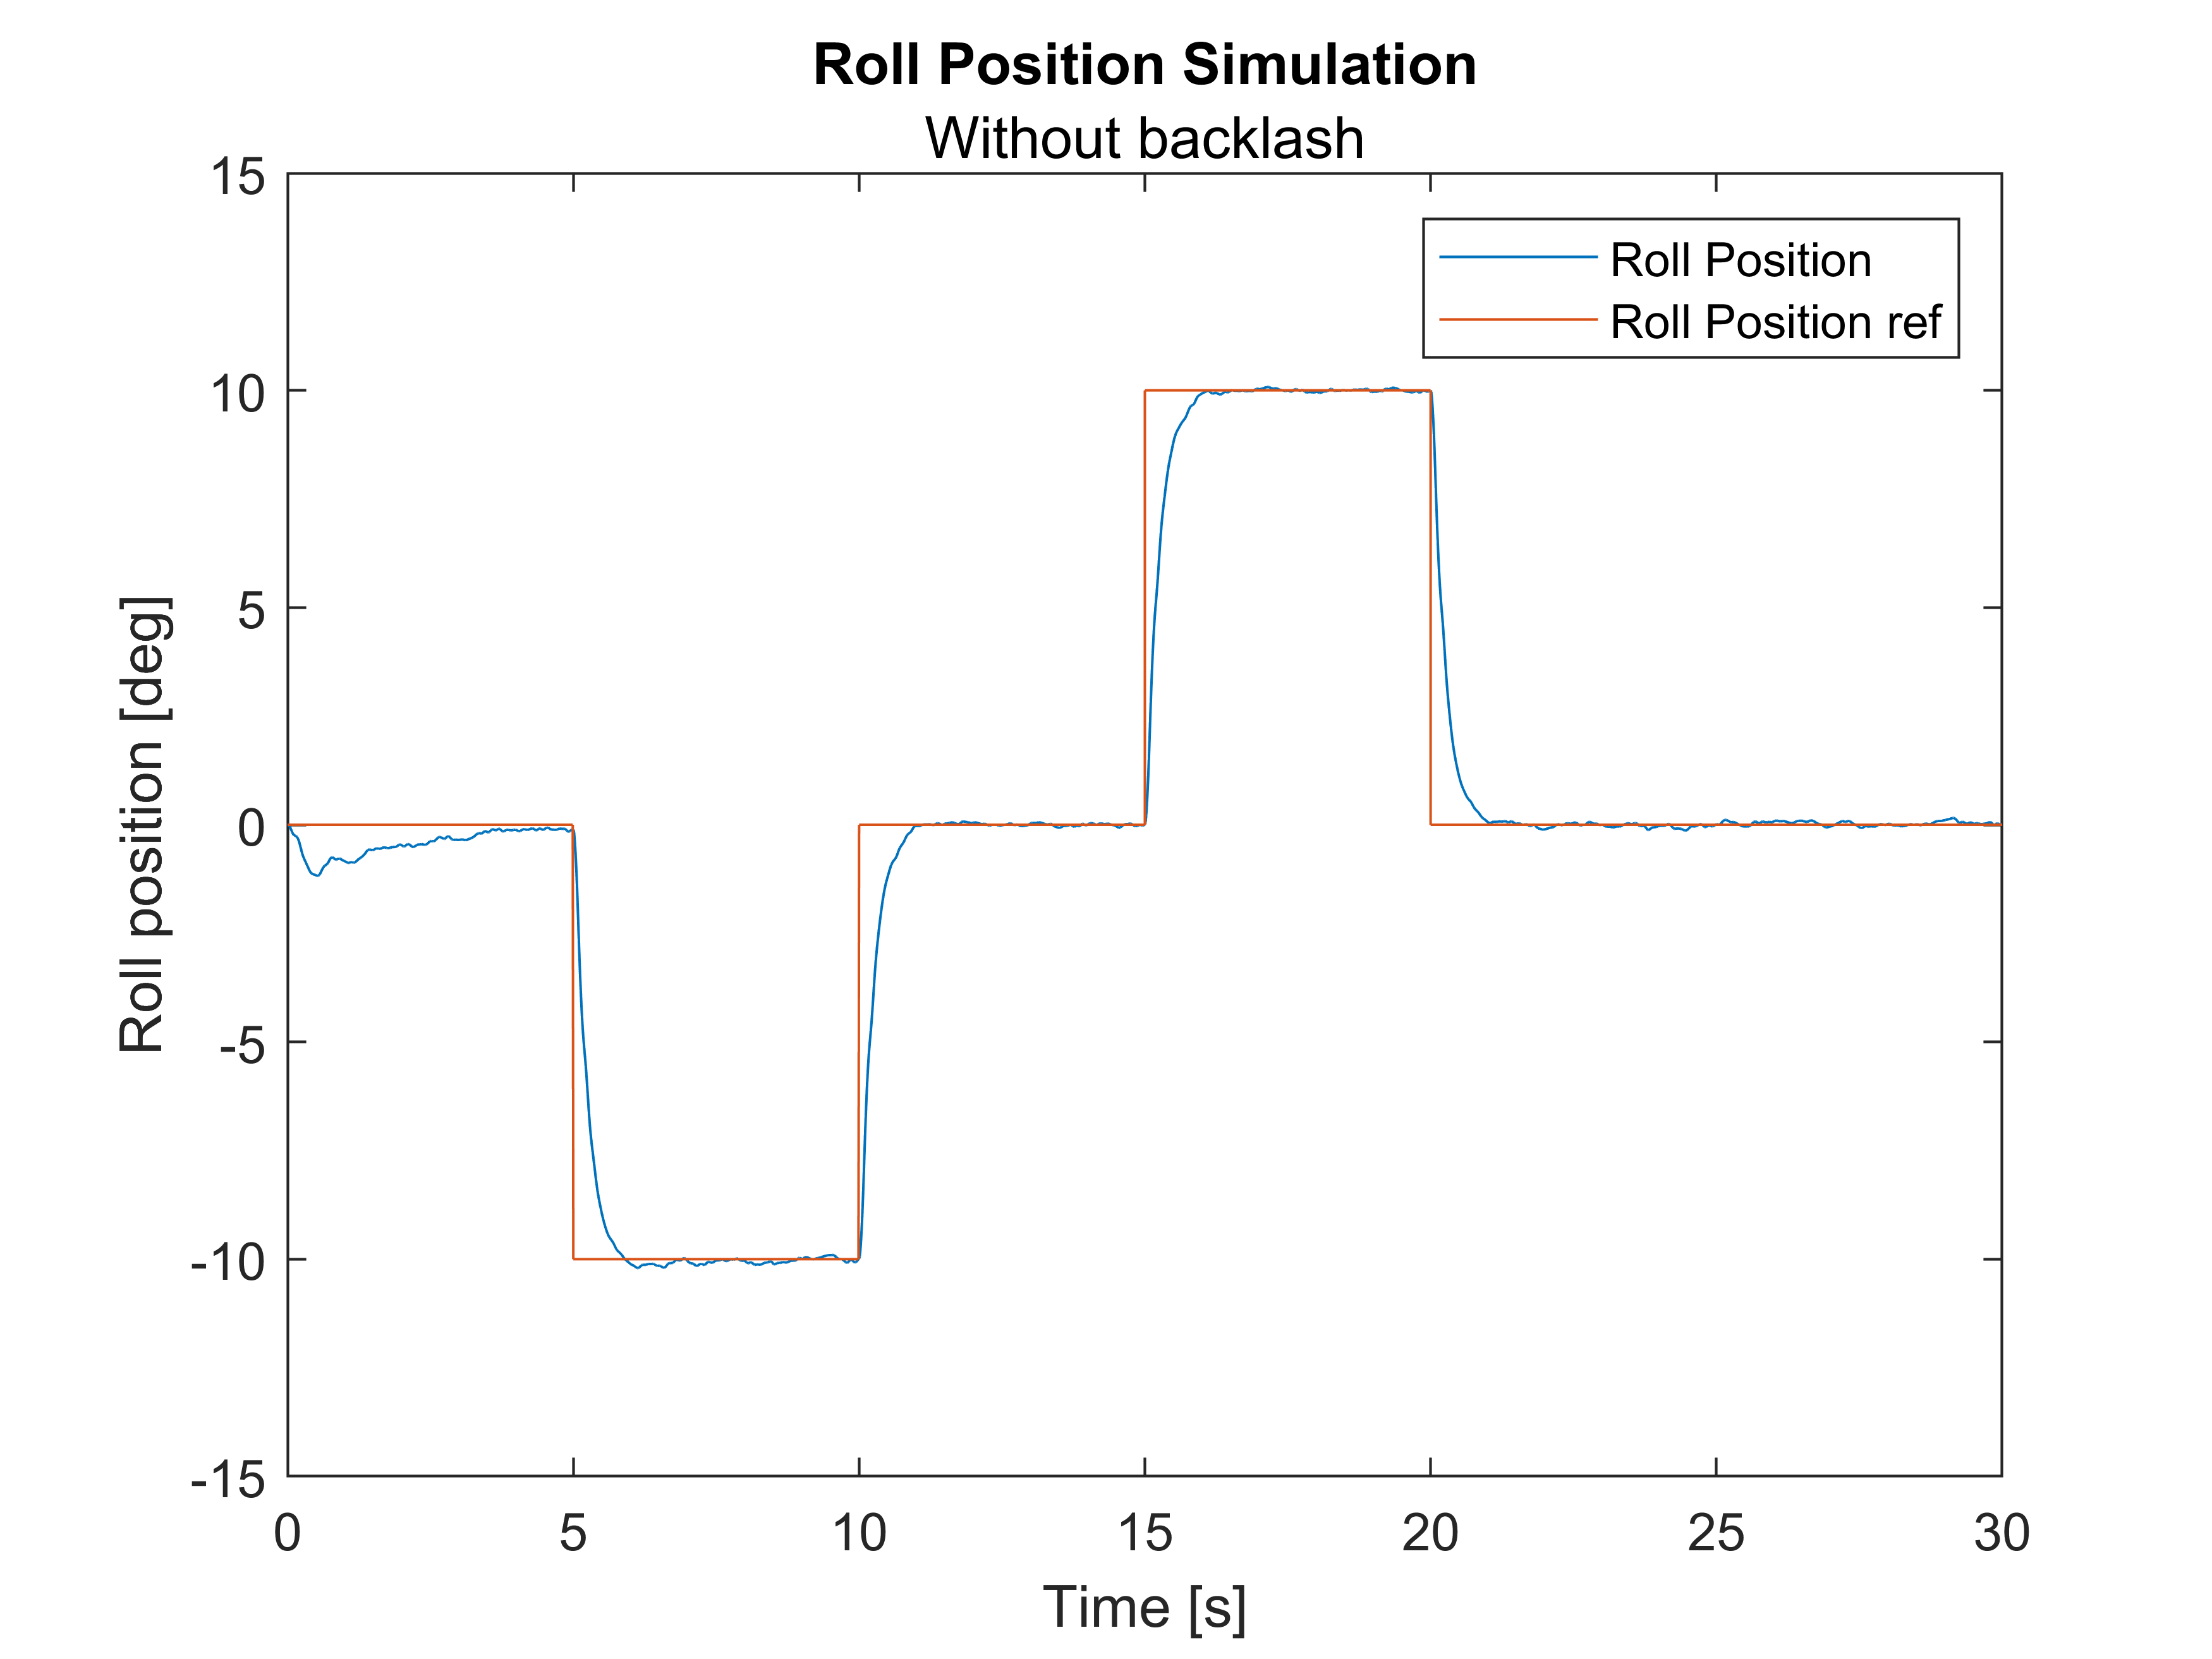 Roll Position Simulation
Without backlash
15
10
5
0
-5
-10
-15
Roll position [deg]
Roll Position
Roll Position ref
0 5 10 15 20 25 30
Time [s]